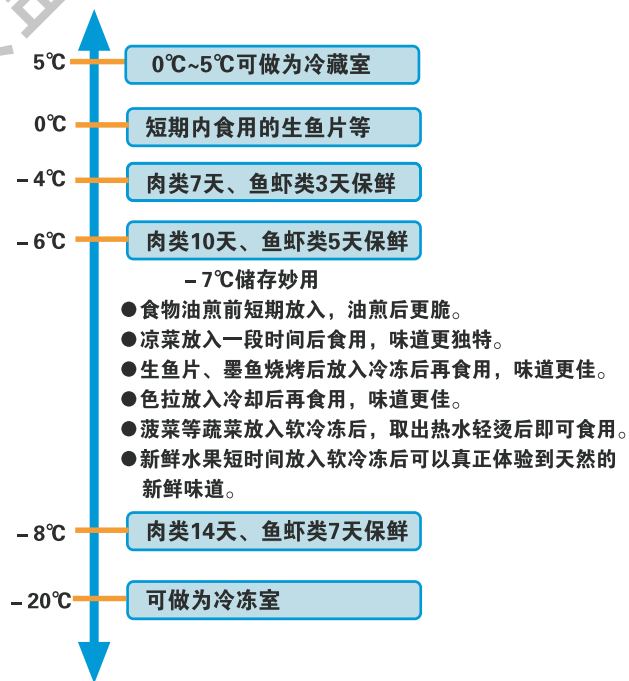 5℃ 0℃~5℃可做为冷藏室
0℃ 短期内食用的生鱼片等
－4℃ 肉类7天、鱼虾类3天保鲜
－6℃ 肉类10天、鱼虾类5天保鲜
－7℃储存妙用
●食物油煎前短期放入，油煎后更脆。
●凉菜放入一段时间后食用，味道更独特。
●生鱼片、墨鱼烧烤后放入冷冻后再食用，味道更佳。
●色拉放入冷却后再食用，味道更佳。
●菠菜等蔬菜放入软冷冻后，取出热水轻烫后即可食用。
●新鲜水果短时间放入软冷冻后可以真正体验到天然的
新鲜味道。
－8℃ 肉类14天、鱼虾类7天保鲜
－20℃ 可做为冷冻室